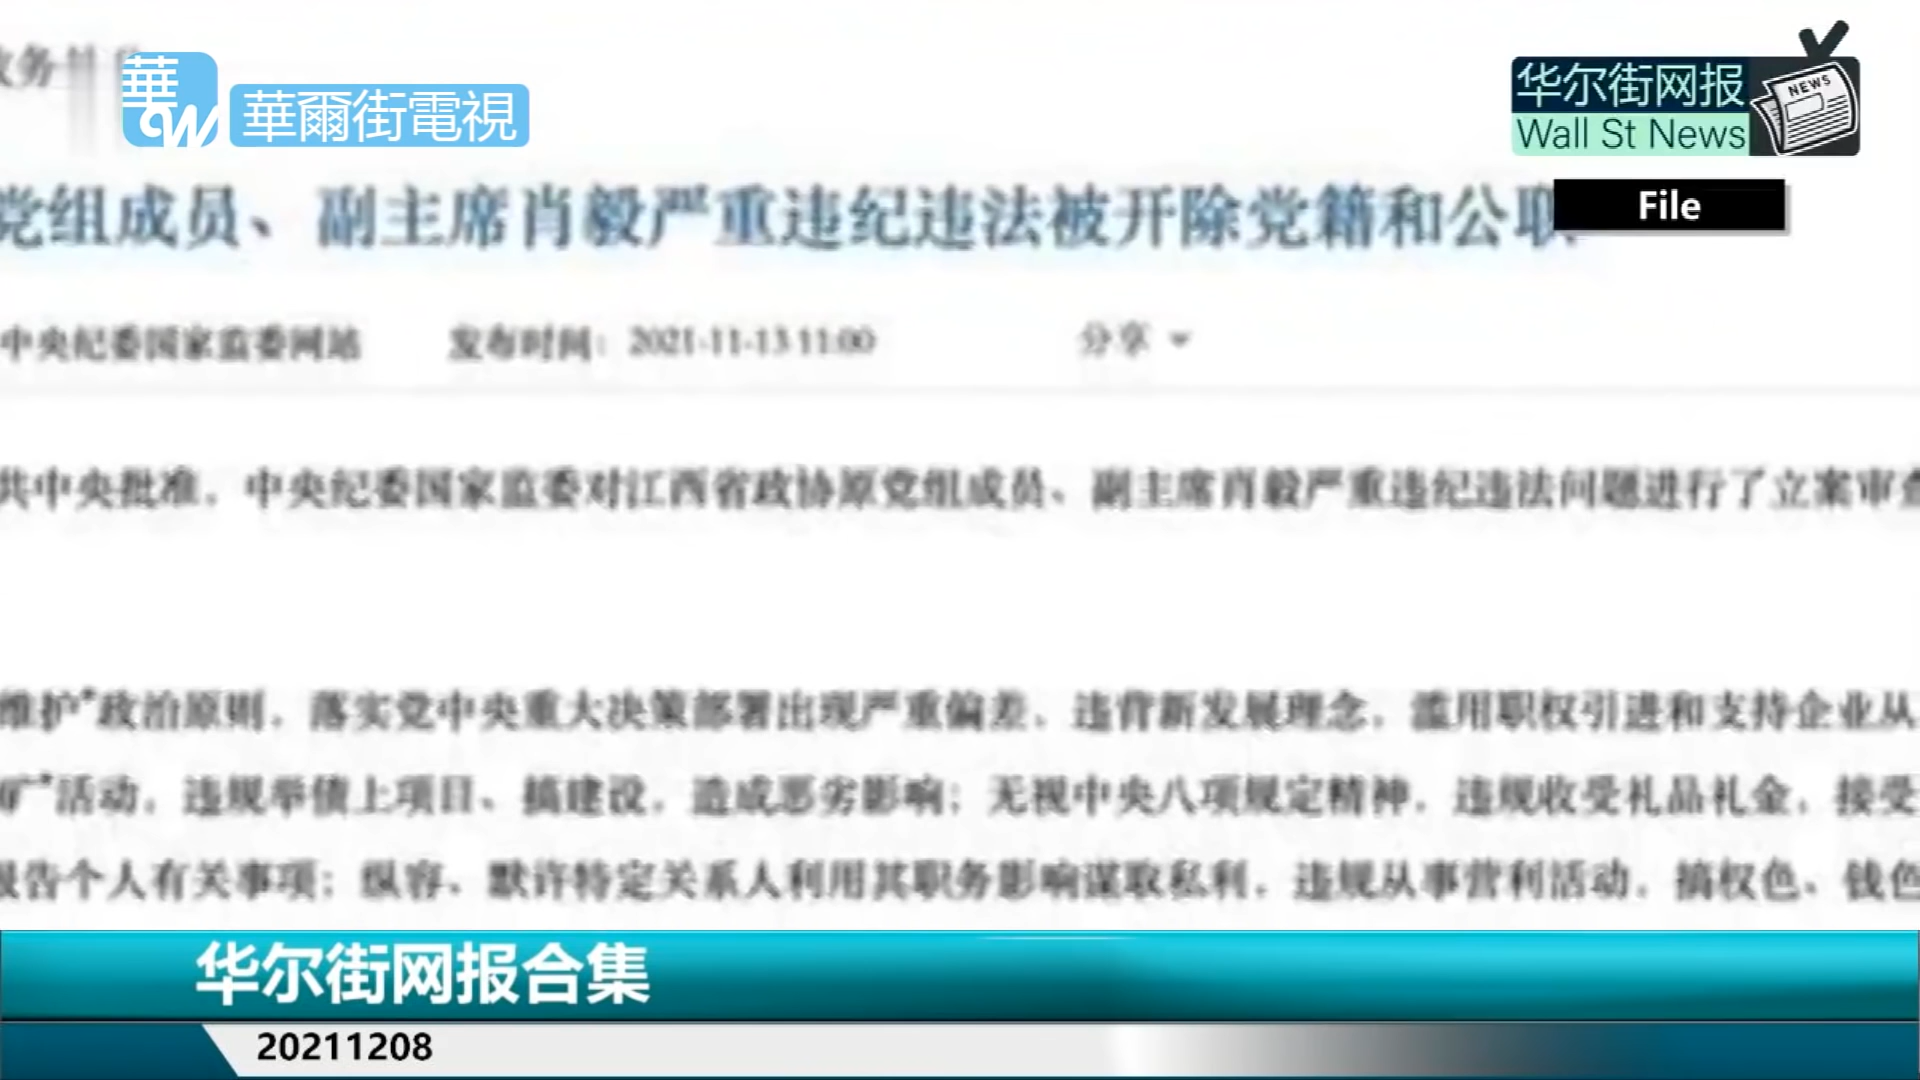 政务
華
W
華爾街電視
华尔街网报
Wall St News
NEWS
File
党组成员、副主席肖毅严重违纪违法被开除党籍和公职
中央纪委国家监委网站 发布时间：2021-11-13 11:00 分享
共中央批准，中央纪委国家监委对江西省政协原党组成员、副主席肖毅严重违纪违法问题进行了立案审查
维护"政治原则，落实党中央重大决策部署出现严重偏差，违背新发展理念，滥用职权引进和支持企业从
矿"活动，违规举债上项目、搞建设，造成恶劣影响；无视中央八项规定精神，违规收受礼品礼金，接受
报告个人有关事项；纵容、默许特定关系人利用其职务影响谋取私利，违规从事营利活动，搞权色、钱色
华尔街网报合集
20211208